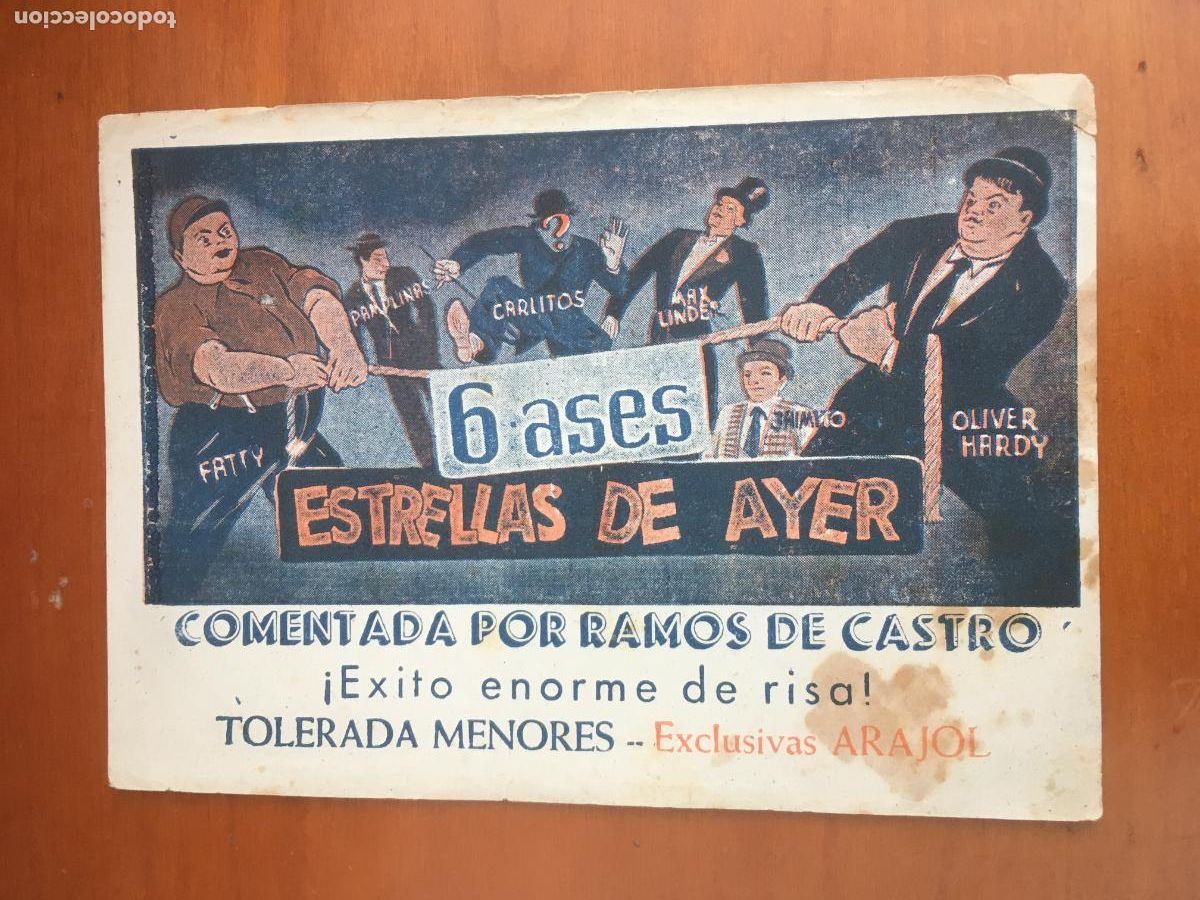 todocoleccion
PAMPLINAS
CARLITOS
MAX
LINDER
6 ases
JAIMITO
OLIVER
HARDY
FATTY
ESTRELLAS DE AYER
COMENTADA POR RAMOS DE CASTRO
¡Exito enorme de risa!
TOLERADA MENORES -- Exclusivas ARAJOL